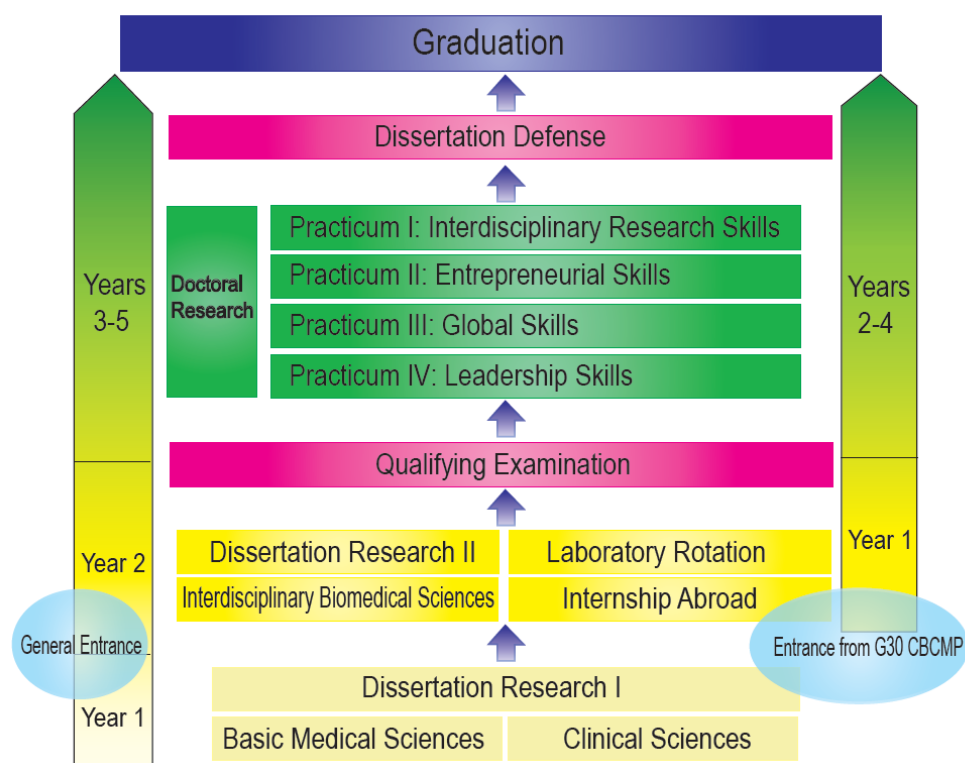 Graduation
Dissertation Defense
Years
3-5
Doctoral
Research
Practicum I: Interdisciplinary Research Skills
Practicum II: Entrepreneurial Skills
Practicum III: Global Skills
Practicum IV: Leadership Skills
Years
2-4
Qualifying Examination
Year 2
Dissertation Research II
Laboratory Rotation
Year 1
Interdisciplinary Biomedical Sciences
Internship Abroad
General Entrance
Entrance from G30 CBCMP
Dissertation Research I
Year 1
Basic Medical Sciences
Clinical Sciences